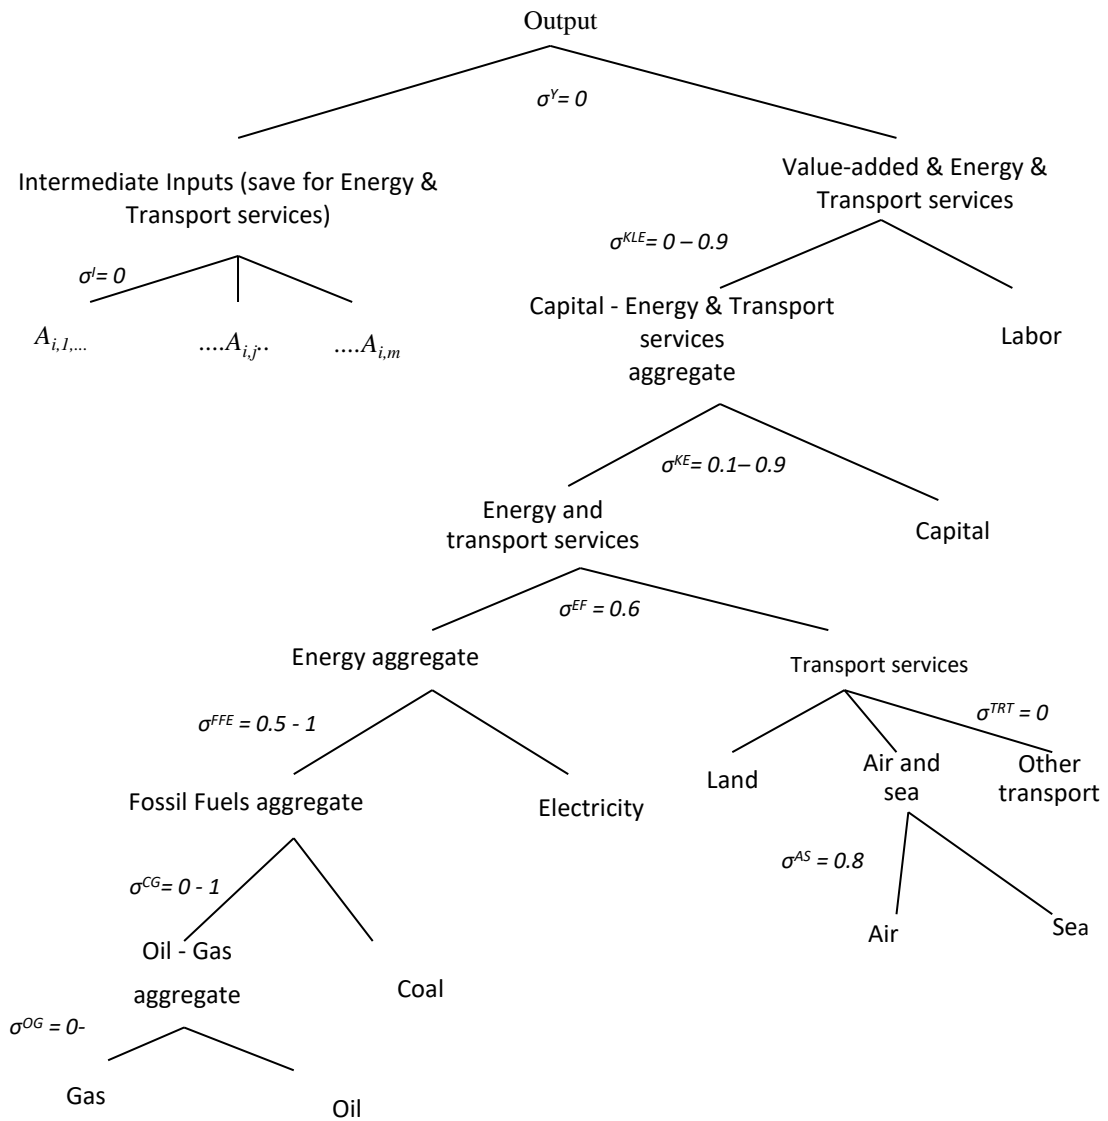 Output
σY= 0
Intermediate Inputs (save for Energy &
Transport services)
Value-added & Energy &
Transport services
σI= 0
σKLE= 0 – 0.9
Ai,1,...
....Ai,j..
....Ai,m
Capital - Energy & Transport
services
aggregate
Labor
σKE= 0.1– 0.9
Energy and
transport services
Capital
σEF = 0.6
Energy aggregate
Transport services
σFFE = 0.5 - 1
σTRT = 0
Fossil Fuels aggregate
Electricity
Land
Air and
sea
Other
transport
σCG= 0 - 1
σAS = 0.8
Oil - Gas
aggregate
Coal
Air
Sea
σOG = 0-
Gas
Oil